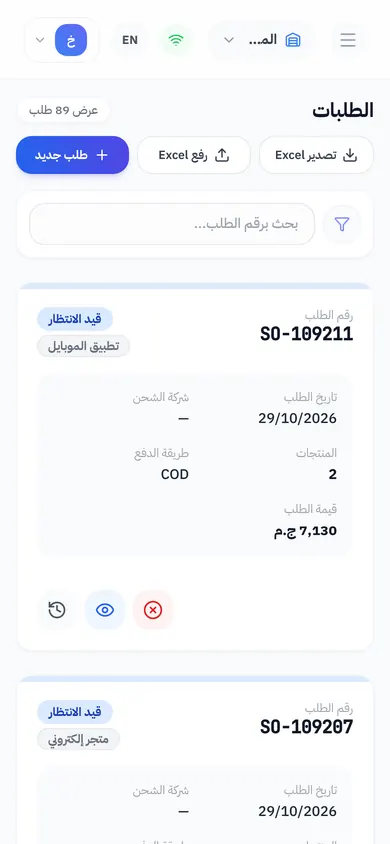 الم...
EN
خ
الطلبات
عرض 89 طلب
تصدير Excel
رفع Excel
طلب جديد
بحث برقم الطلب...
رقم الطلب
SO-109211
قيد الانتظار
تطبيق الموبايل
تاريخ الطلب
29/10/2026
شركة الشحن
—
المنتجات
2
طريقة الدفع
COD
قيمة الطلب
7,130 ج.م
رقم الطلب
SO-109207
قيد الانتظار
متجر إلكتروني
تاريخ الطلب
29/10/2026
شركة الشحن
—